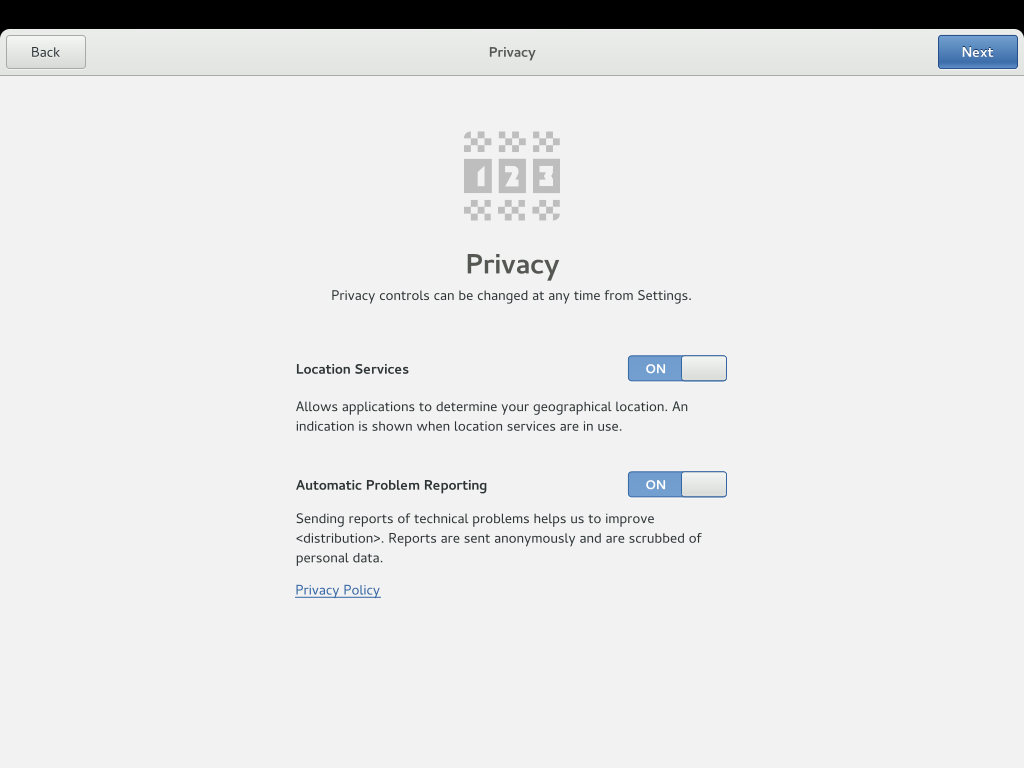 Back
Privacy
Next
1 2 3
Privacy
Privacy controls can be changed at any time from Settings.
Location Services
ON
Allows applications to determine your geographical location. An
indication is shown when location services are in use.
Automatic Problem Reporting
ON
Sending reports of technical problems helps us to improve
<distribution>. Reports are sent anonymously and are scrubbed of
personal data.
Privacy Policy